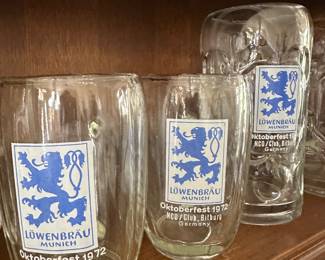 LÖWENBRÄU
MUNICH
Oktoberfest 1972
LÖWENBRÄU
MUNICH
Oktoberfest 1972
NCO/Club, Bitburg
Germany
LÖWENBRÄU
MUNICH
Oktoberfest
NCO/Club, Bitburg
Germany